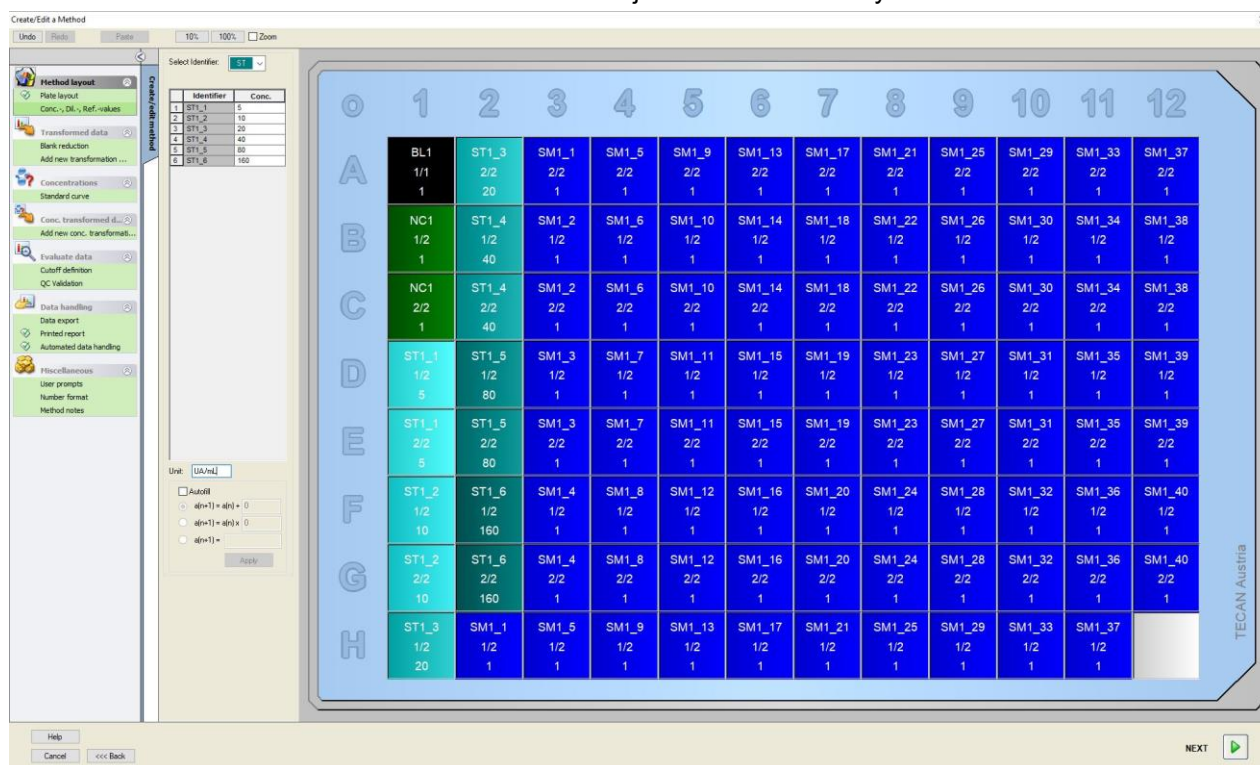 Create/Edit a Method
Undo Redo Paste 10% 100% Zoom
Select Identifier: ST
Create/edit method
Method layout
Plate layout
Conc.-, Dil.-, Ref.-values
Transformed data
Blank reduction
Add new transformation ...
Concentrations
Standard curve
Conc. transformed d...
Add new conc. transformati...
Evaluate data
Cutoff definition
QC Validation
Data handling
Data export
Printed report
Automated data handling
Miscellaneous
User prompts
Number format
Method notes
Identifier Conc.
1 ST1_1 5
2 ST1_2 10
3 ST1_3 20
4 ST1_4 40
5 ST1_5 80
6 ST1_6 160
Unit: UA/mL
Autofill
a(n+1) = a(n) + 0
a(n+1) = a(n) x 0
a(n+1) =
Apply
1 2 3 4 5 6 7 8 9 10 11 12
A
BL1 ST1_3 SM1_1 SM1_5 SM1_9 SM1_13 SM1_17 SM1_21 SM1_25 SM1_29 SM1_33 SM1_37
1/1 2/2 2/2 2/2 2/2 2/2 2/2 2/2 2/2 2/2 2/2 2/2
1 20 1 1 1 1 1 1 1 1 1 1
B
NC1 ST1_4 SM1_2 SM1_6 SM1_10 SM1_14 SM1_18 SM1_22 SM1_26 SM1_30 SM1_34 SM1_38
1/2 1/2 1/2 1/2 1/2 1/2 1/2 1/2 1/2 1/2 1/2 1/2
1 40 1 1 1 1 1 1 1 1 1 1
C
NC1 ST1_4 SM1_2 SM1_6 SM1_10 SM1_14 SM1_18 SM1_22 SM1_26 SM1_30 SM1_34 SM1_38
2/2 2/2 2/2 2/2 2/2 2/2 2/2 2/2 2/2 2/2 2/2 2/2
1 40 1 1 1 1 1 1 1 1 1 1
D
ST1_1 ST1_5 SM1_3 SM1_7 SM1_11 SM1_15 SM1_19 SM1_23 SM1_27 SM1_31 SM1_35 SM1_39
1/2 1/2 1/2 1/2 1/2 1/2 1/2 1/2 1/2 1/2 1/2 1/2
5 80 1 1 1 1 1 1 1 1 1 1
E
ST1_1 ST1_5 SM1_3 SM1_7 SM1_11 SM1_15 SM1_19 SM1_23 SM1_27 SM1_31 SM1_35 SM1_39
2/2 2/2 2/2 2/2 2/2 2/2 2/2 2/2 2/2 2/2 2/2 2/2
5 80 1 1 1 1 1 1 1 1 1 1
F
ST1_2 ST1_6 SM1_4 SM1_8 SM1_12 SM1_16 SM1_20 SM1_24 SM1_28 SM1_32 SM1_36 SM1_40
1/2 1/2 1/2 1/2 1/2 1/2 1/2 1/2 1/2 1/2 1/2 1/2
10 160 1 1 1 1 1 1 1 1 1 1
G
ST1_2 ST1_6 SM1_4 SM1_8 SM1_12 SM1_16 SM1_20 SM1_24 SM1_28 SM1_32 SM1_36 SM1_40
2/2 2/2 2/2 2/2 2/2 2/2 2/2 2/2 2/2 2/2 2/2 2/2
10 160 1 1 1 1 1 1 1 1 1 1
H
ST1_3 SM1_1 SM1_5 SM1_9 SM1_13 SM1_17 SM1_21 SM1_25 SM1_29 SM1_33 SM1_37
1/2 1/2 1/2 1/2 1/2 1/2 1/2 1/2 1/2 1/2 1/2
20 1 1 1 1 1 1 1 1 1 1
TECAN Austria
Help
Cancel <<< Back
NEXT